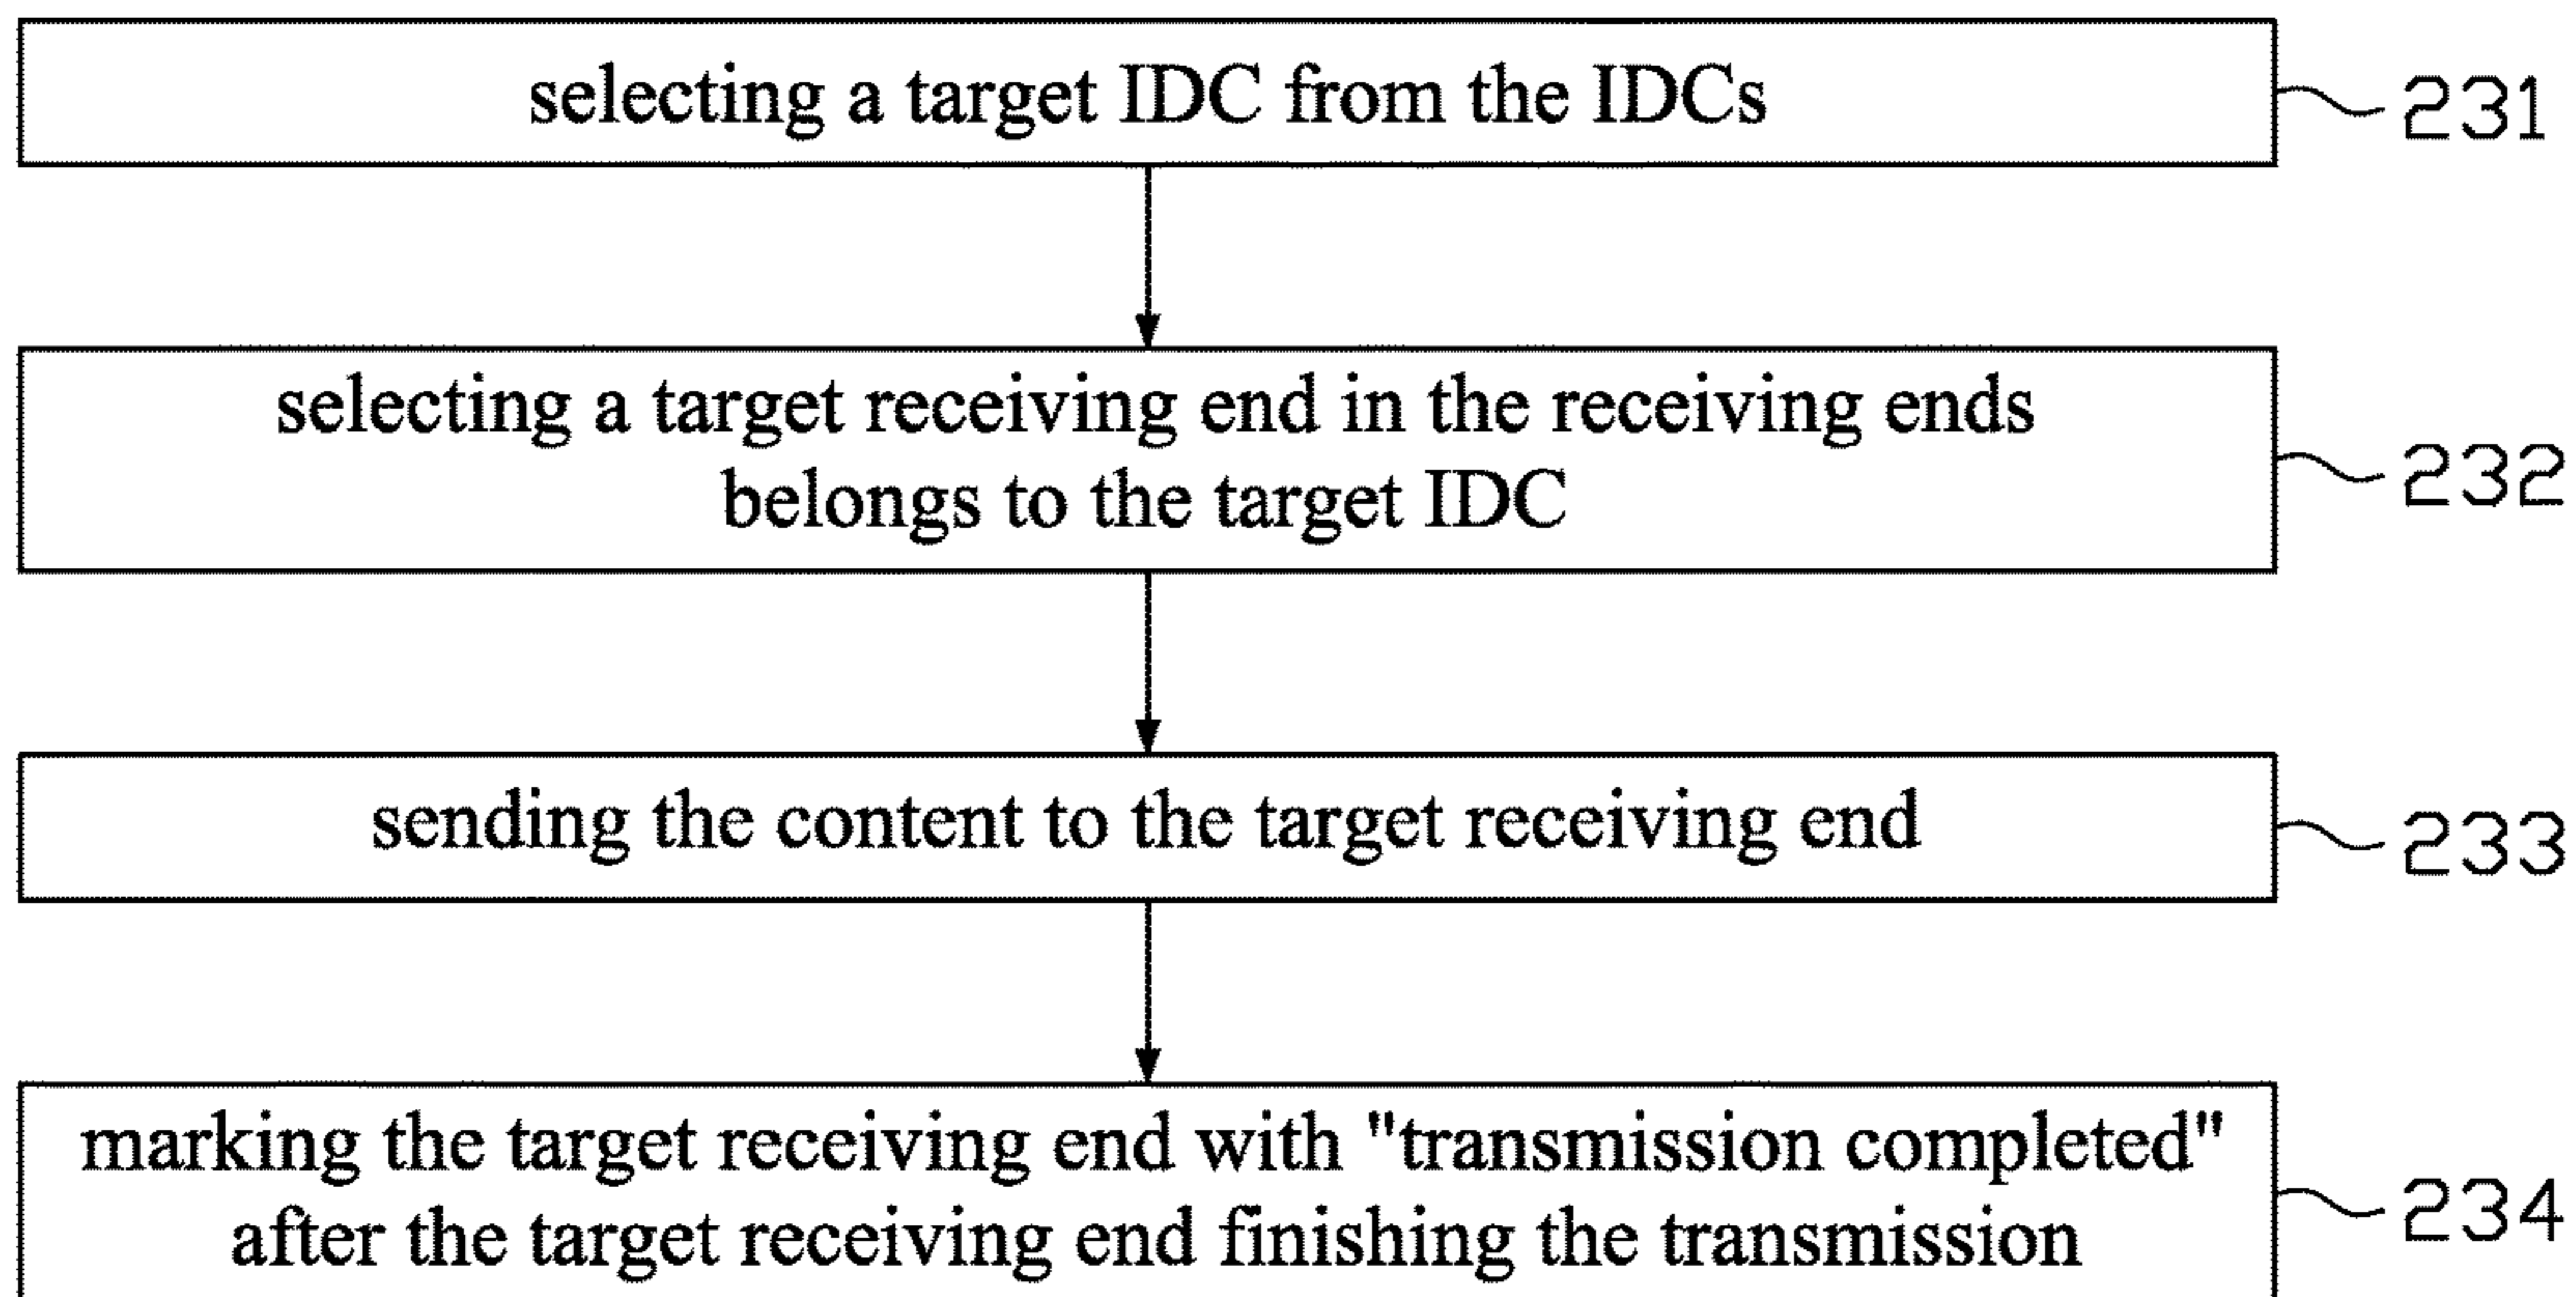 selecting a target IDC from the IDCs
231
selecting a target receiving end in the receiving ends
belongs to the target IDC
232
sending the content to the target receiving end
233
marking the target receiving end with "transmission completed"
after the target receiving end finishing the transmission
234